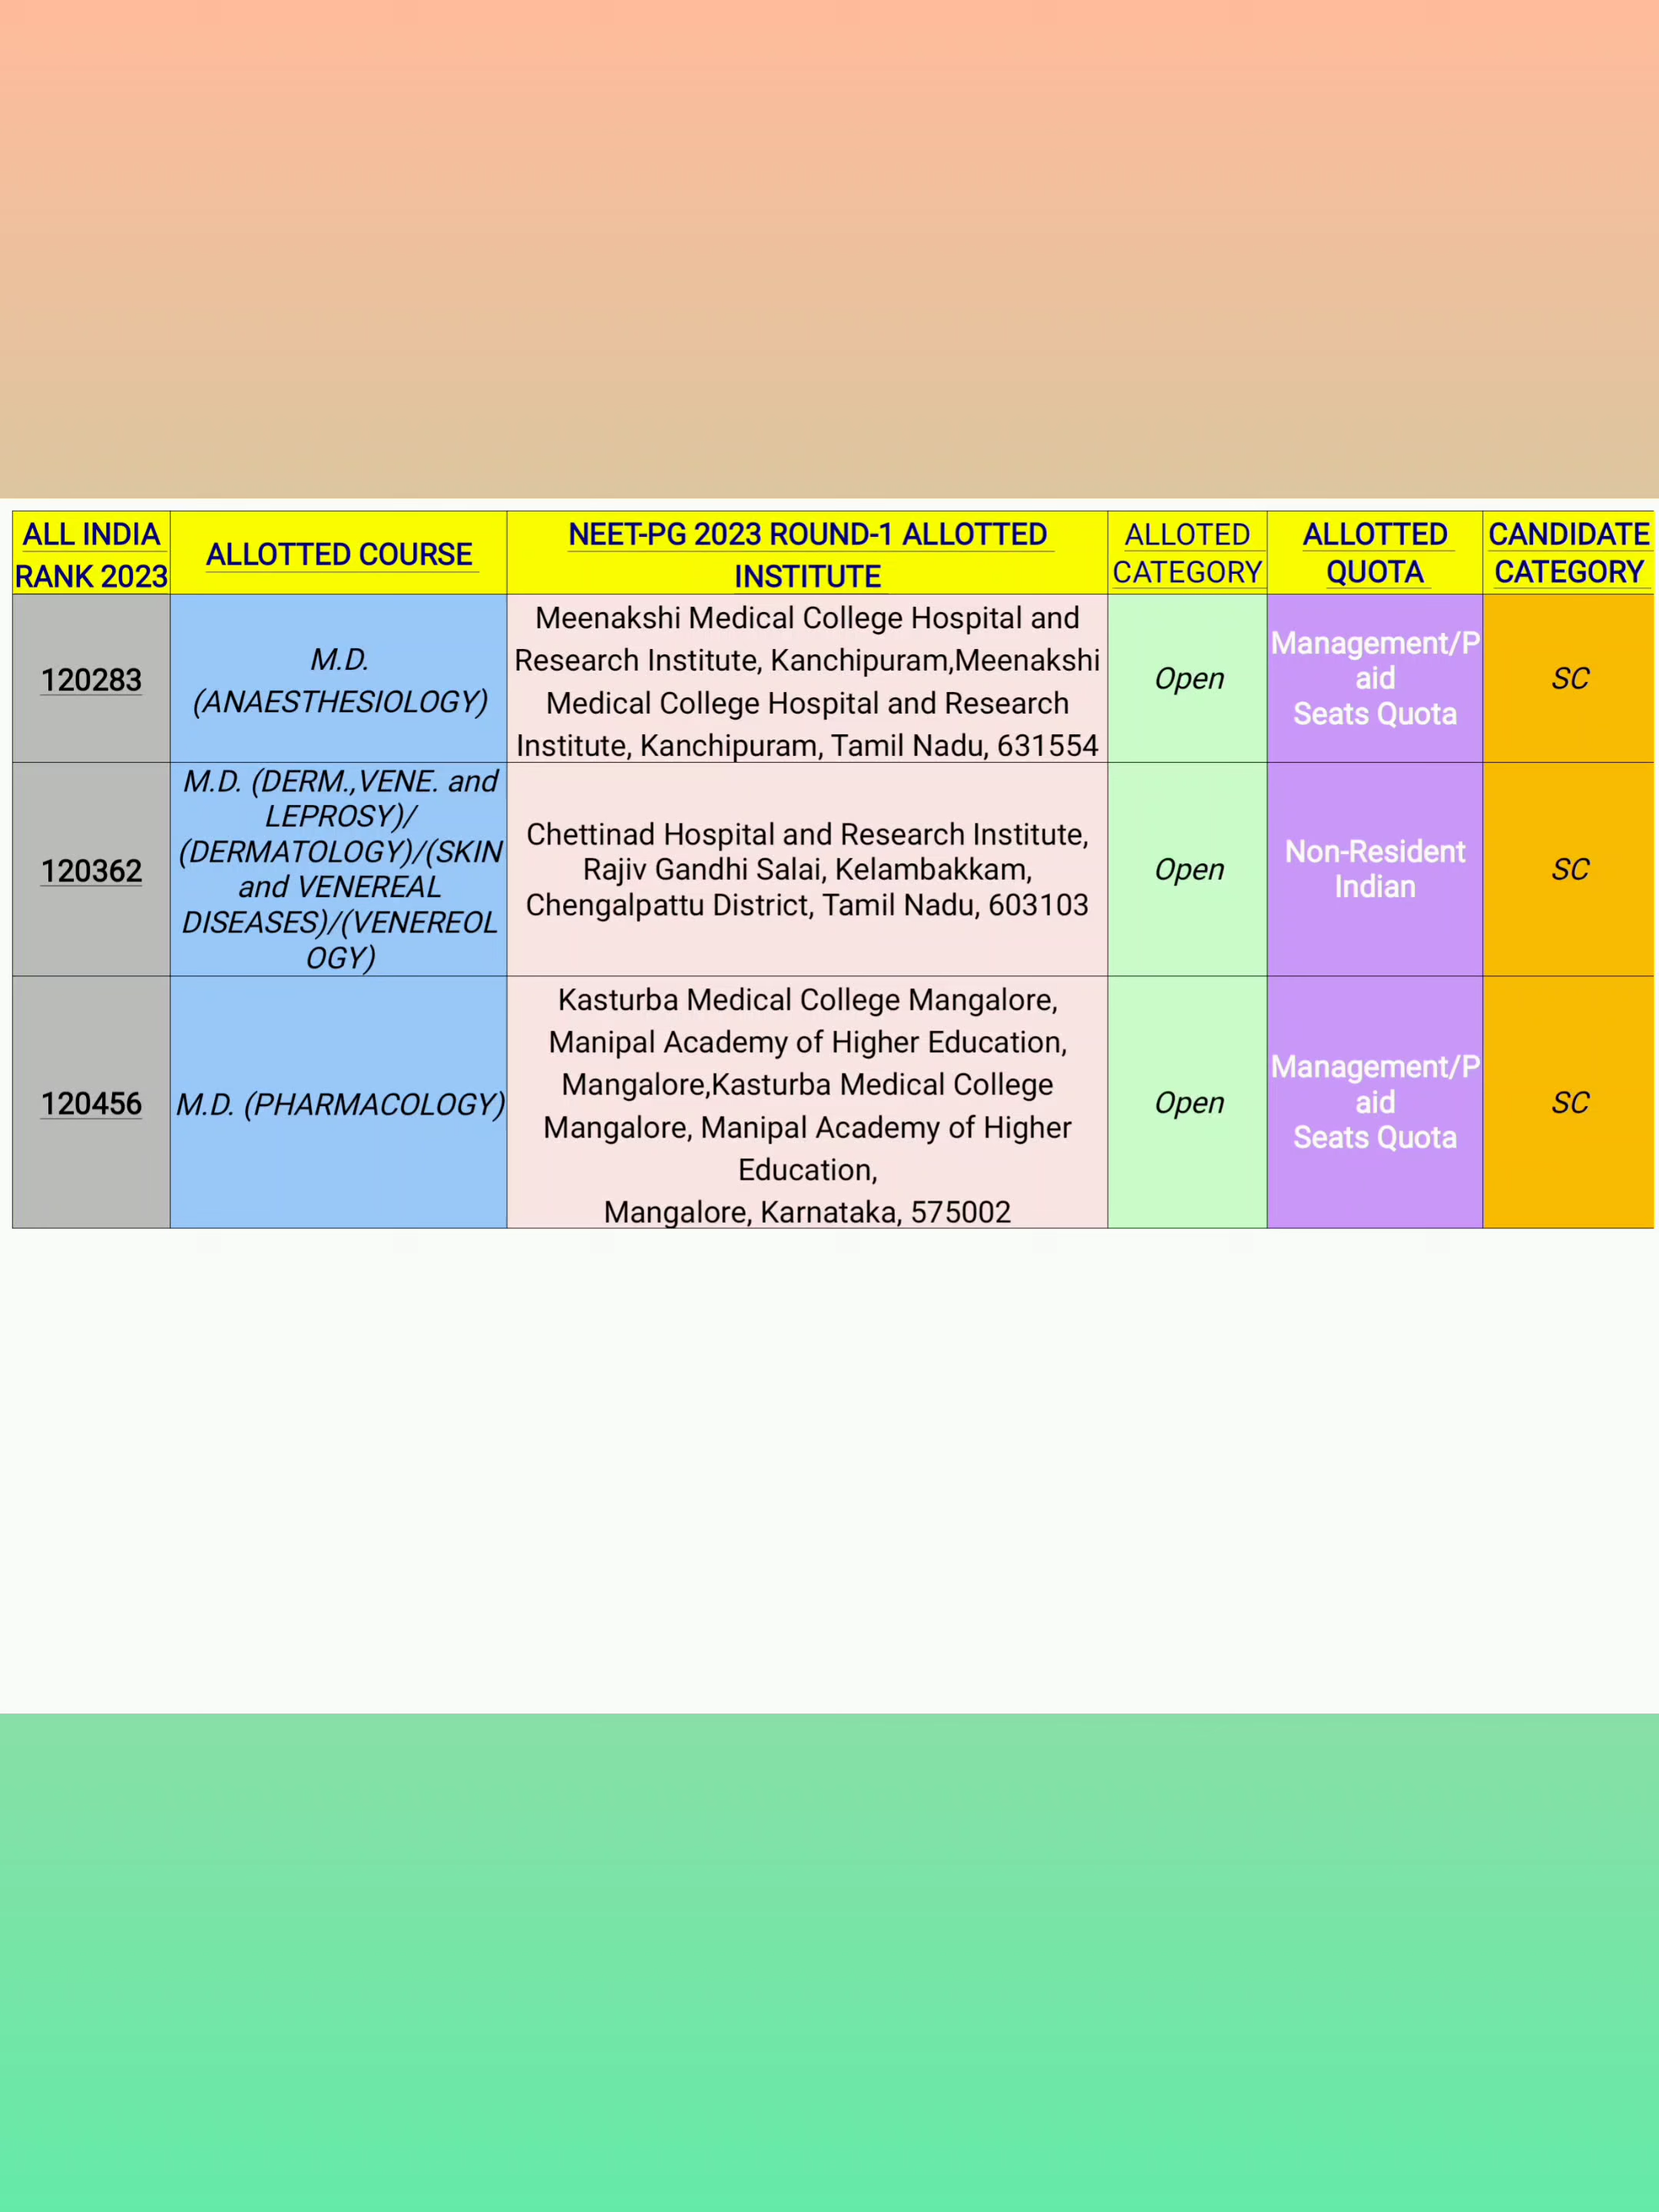 ALL INDIA
RANK 2023
ALLOTTED COURSE
NEET-PG 2023 ROUND-1 ALLOTTED
INSTITUTE
ALLOTED
CATEGORY
ALLOTTED
QUOTA
CANDIDATE
CATEGORY
120283
M.D.
(ANAESTHESIOLOGY)
Meenakshi Medical College Hospital and
Research Institute, Kanchipuram,Meenakshi
Medical College Hospital and Research
Institute, Kanchipuram, Tamil Nadu, 631554
Open
Management/P
aid
Seats Quota
SC
120362
M.D. (DERM.,VENE. and
LEPROSY)/
(DERMATOLOGY)/(SKIN
and VENEREAL
DISEASES)/(VENEREOL
OGY)
Chettinad Hospital and Research Institute,
Rajiv Gandhi Salai, Kelambakkam,
Chengalpattu District, Tamil Nadu, 603103
Open
Non-Resident
Indian
SC
120456
M.D. (PHARMACOLOGY)
Kasturba Medical College Mangalore,
Manipal Academy of Higher Education,
Mangalore,Kasturba Medical College
Mangalore, Manipal Academy of Higher
Education,
Mangalore, Karnataka, 575002
Open
Management/P
aid
Seats Quota
SC